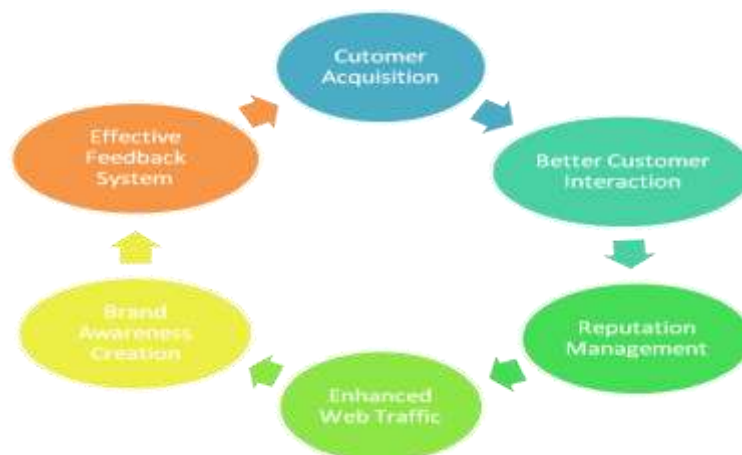 Cutomer
Acquisition
Better Customer
Interaction
Reputation
Management
Enhanced
Web Traffic
Brand
Awareness
Creation
Effective
Feedback
System